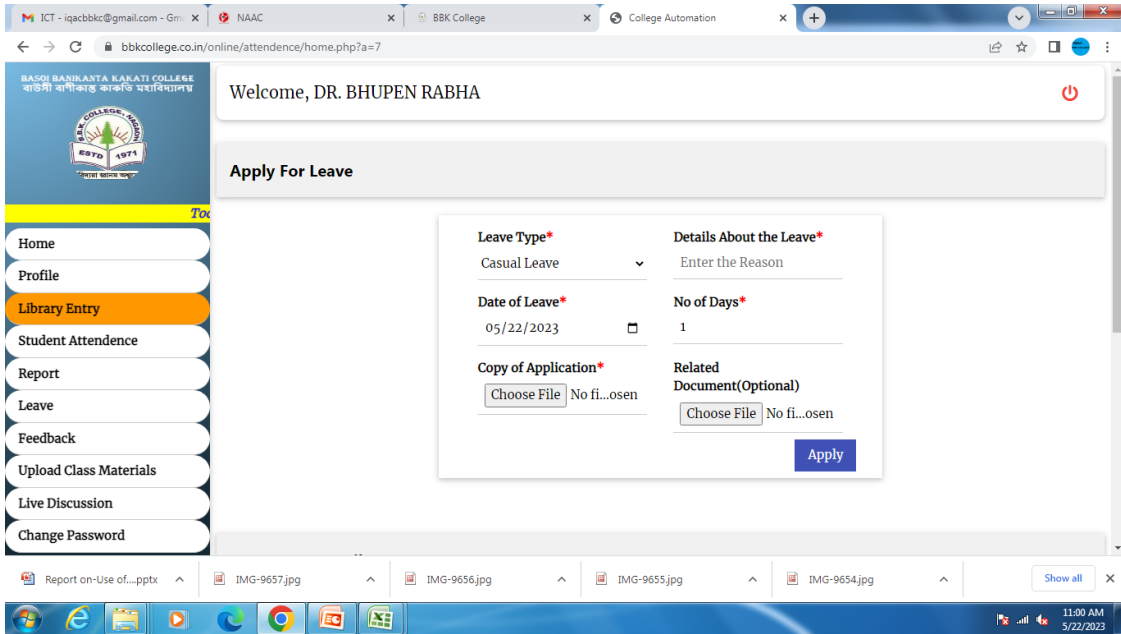 ICT - iqacbbkc@gmail.com - Gm
NAAC
BBK College
College Automation
bbkcollege.co.in/online/attendence/home.php?a=7
BASOI BANIKANTA KAKATI COLLEGE
বাউসী বাণীকান্ত কাকতি মহাবিদ্যালয়
B.B.K. COLLEGE, NAGAON
ESTD 1971
Welcome, DR. BHUPEN RABHA
Apply For Leave
Too
Home
Profile
Library Entry
Student Attendence
Report
Leave
Feedback
Upload Class Materials
Live Discussion
Change Password
Leave Type*
Details About the Leave*
Casual Leave
Enter the Reason
Date of Leave*
No of Days*
05/22/2023
1
Copy of Application*
Related
Document(Optional)
Choose File No fi...osen
Choose File No fi...osen
Apply
Report on-Use of....pptx
IMG-9657.jpg
IMG-9656.jpg
IMG-9655.jpg
IMG-9654.jpg
Show all
11:00 AM
5/22/2023